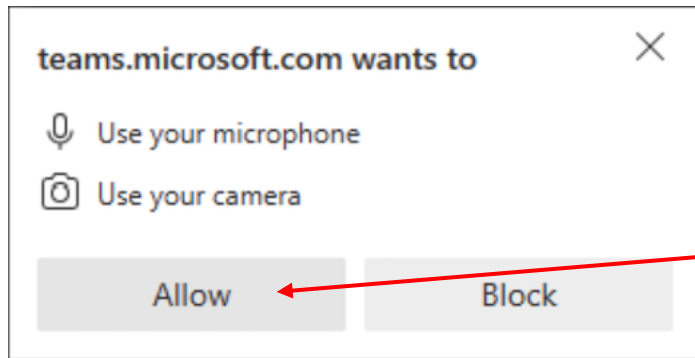 teams.microsoft.com wants to
Use your microphone
Use your camera
Allow
Block